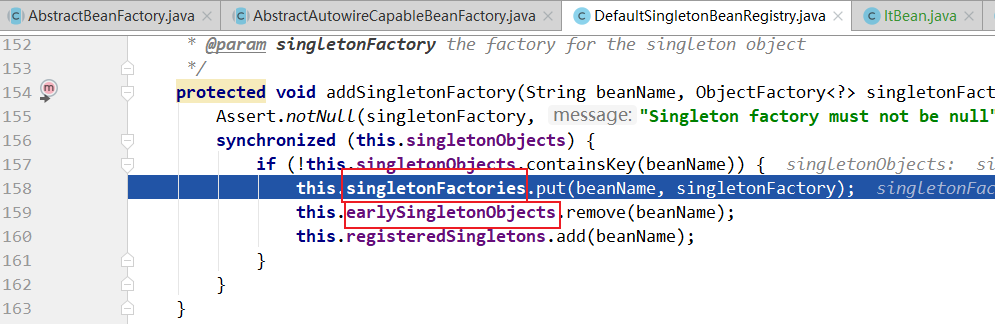 AbstractBeanFactory.java × AbstractAutowireCapableBeanFactory.java × DefaultSingletonBeanRegistry.java × ItBean.java ×
152 * @param singletonFactory the factory for the singleton object
153 */
154 protected void addSingletonFactory(String beanName, ObjectFactory<?> singletonFact
155 Assert.notNull(singletonFactory, message: "Singleton factory must not be null"
156 synchronized (this.singletonObjects) {
157 if (!this.singletonObjects.containsKey(beanName)) { singletonObjects: si
158 this.singletonFactories.put(beanName, singletonFactory); singletonFac
159 this.earlySingletonObjects.remove(beanName);
160 this.registeredSingletons.add(beanName);
161 }
162 }
163 }